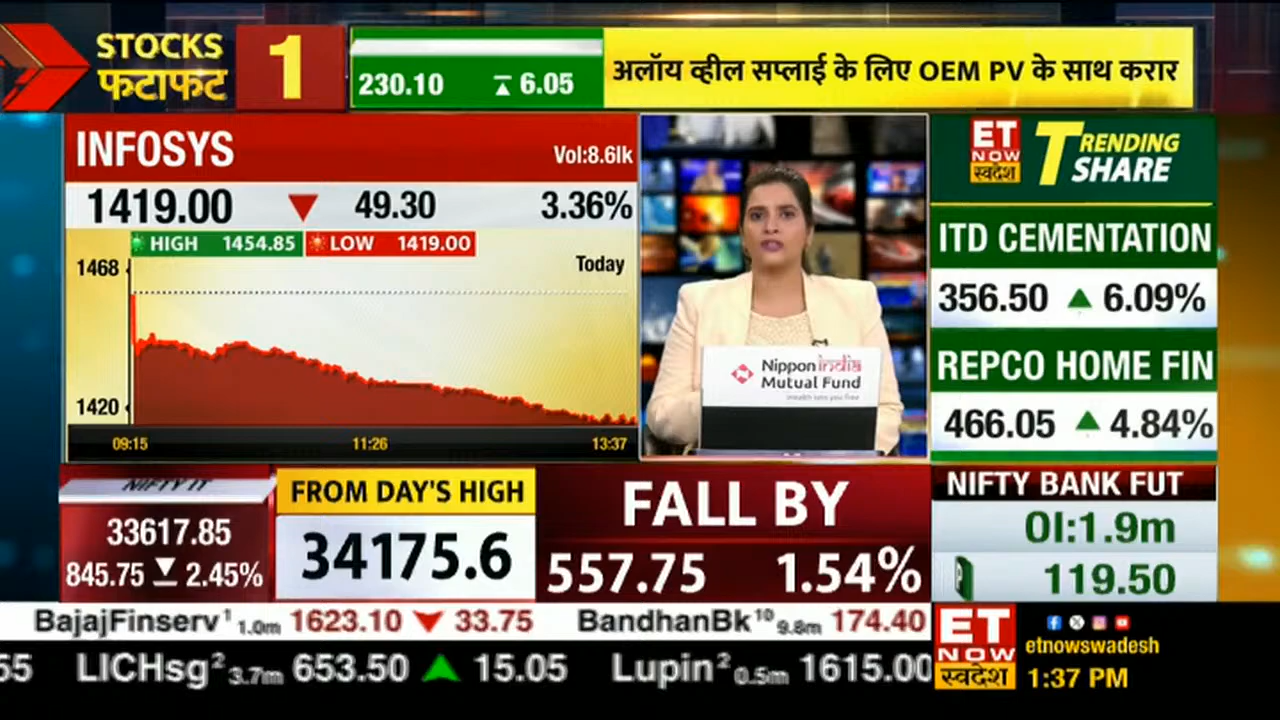 STOCKS
फटाफट
1
230.10 6.05
अलॉय व्हील सप्लाई के लिए OEM PV के साथ करार
INFOSYS
Vol:8.6lk
1419.00 ▼ 49.30 3.36%
HIGH 1454.85 LOW 1419.00
1468
Today
1420
09:15 11:26 13:37
Nippon india
Mutual Fund
ET
NOW
स्वदेश
TRENDING
SHARE
ITD CEMENTATION
356.50 ▲ 6.09%
REPCO HOME FIN
466.05 ▲ 4.84%
NIFTY IT
33617.85
845.75 ▼ 2.45%
FROM DAY'S HIGH
34175.6
FALL BY
557.75 1.54%
NIFTY BANK FUT
OI:1.9m
119.50
BajajFinserv 1 1.0m 1623.10 ▼ 33.75 BandhanBk 10 9.8m 174.40
55 LICHsg 2 3.7m 653.50 ▲ 15.05 Lupin 2 0.5m 1615.00
ET
NOW
स्वदेश
etnowswadesh
1:37 PM